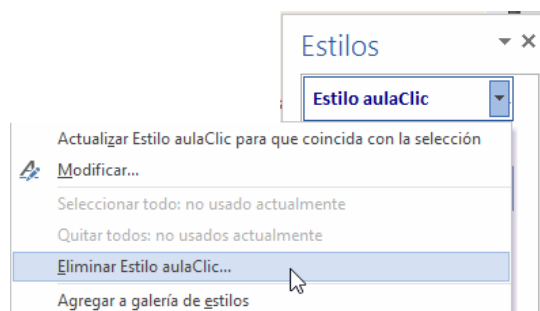 Estilos
Estilo aulaClic
Actualizar Estilo aulaClic para que coincida con la selección
Modificar...
Seleccionar todo: no usado actualmente
Quitar todos: no usados actualmente
Eliminar Estilo aulaClic...
Agregar a galería de estilos